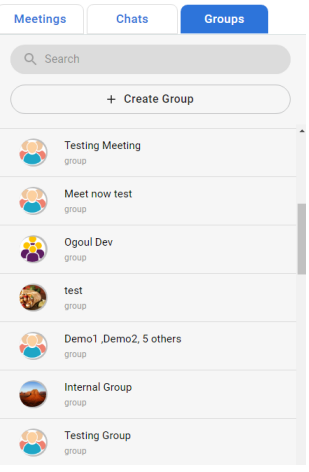 Meetings Chats Groups
Search
+ Create Group
Testing Meeting
group
Meet now test
group
Ogoul Dev
group
test
group
Demo1 ,Demo2, 5 others
group
Internal Group
group
Testing Group
group